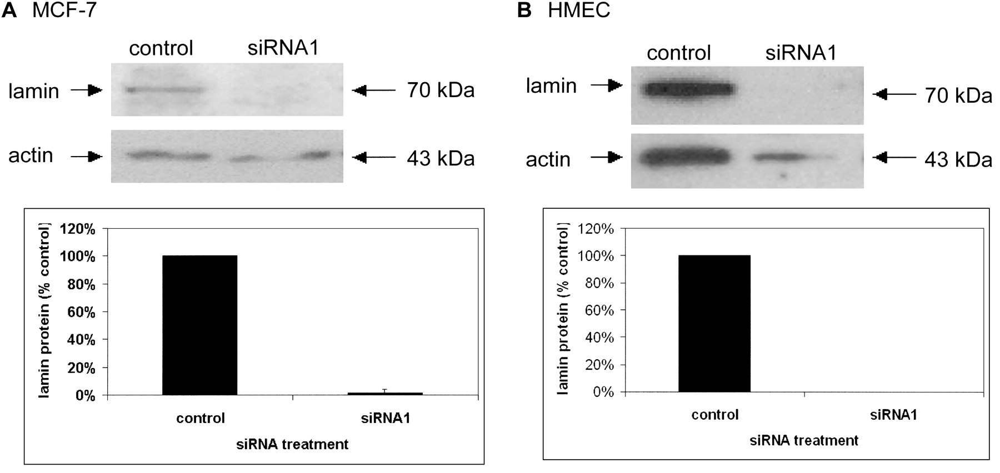 A MCF-7
control siRNA1
lamin 70 kDa
actin 43 kDa
lamin protein (% control)
120%
100%
80%
60%
40%
20%
0%
control siRNA1
siRNA treatment
B HMEC
control siRNA1
lamin 70 kDa
actin 43 kDa
lamin protein (% control)
120%
100%
80%
60%
40%
20%
0%
control siRNA1
siRNA treatment